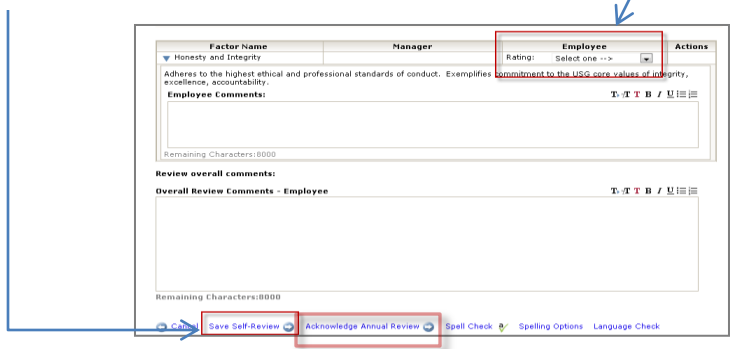 Factor Name Manager Employee Actions
Honesty and Integrity Rating: Select one -->
Adheres to the highest ethical and professional standards of conduct. Exemplifies commitment to the USG core values of integrity,
excellence, accountability.
Employee Comments: T T T B I U
Remaining Characters:8000
Review overall comments:
Overall Review Comments - Employee T T T B I U
Remaining Characters:8000
Cancel Save Self-Review Acknowledge Annual Review Spell Check Spelling Options Language Check